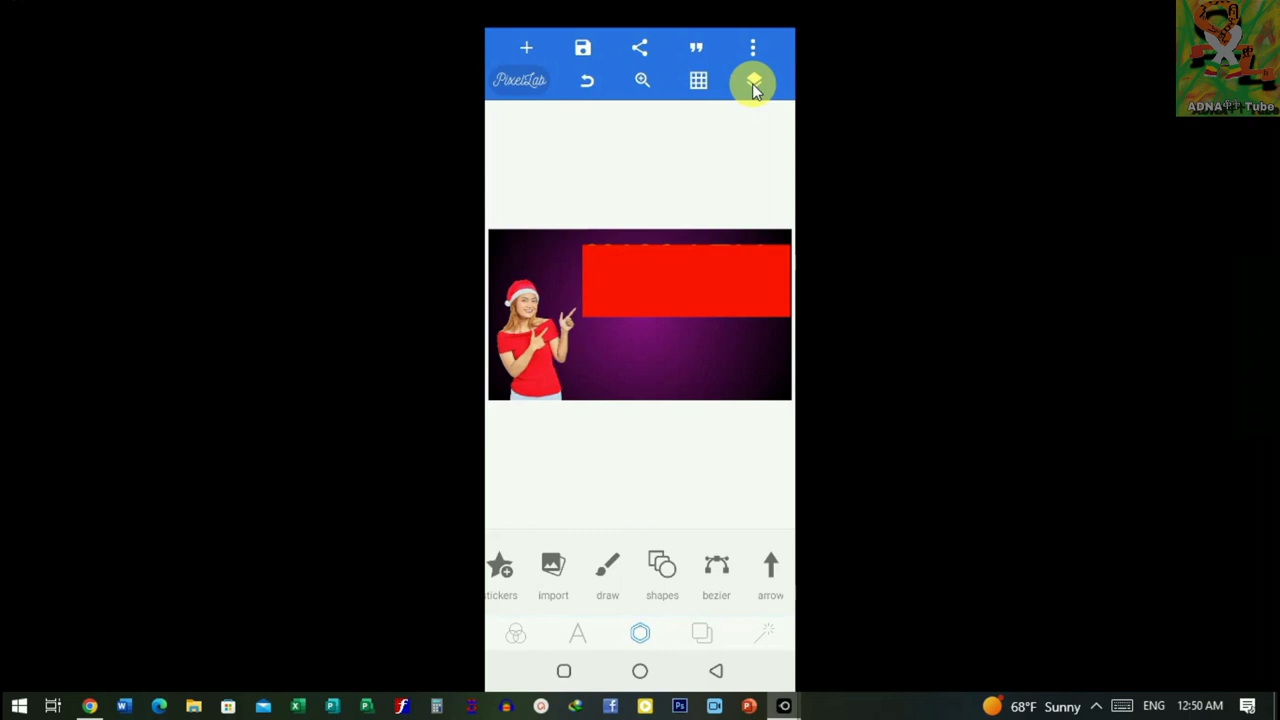 PixelLab
ADNA Tube
tickers
import
draw
shapes
bezier
arrow
68°F Sunny
ENG
12:50 AM